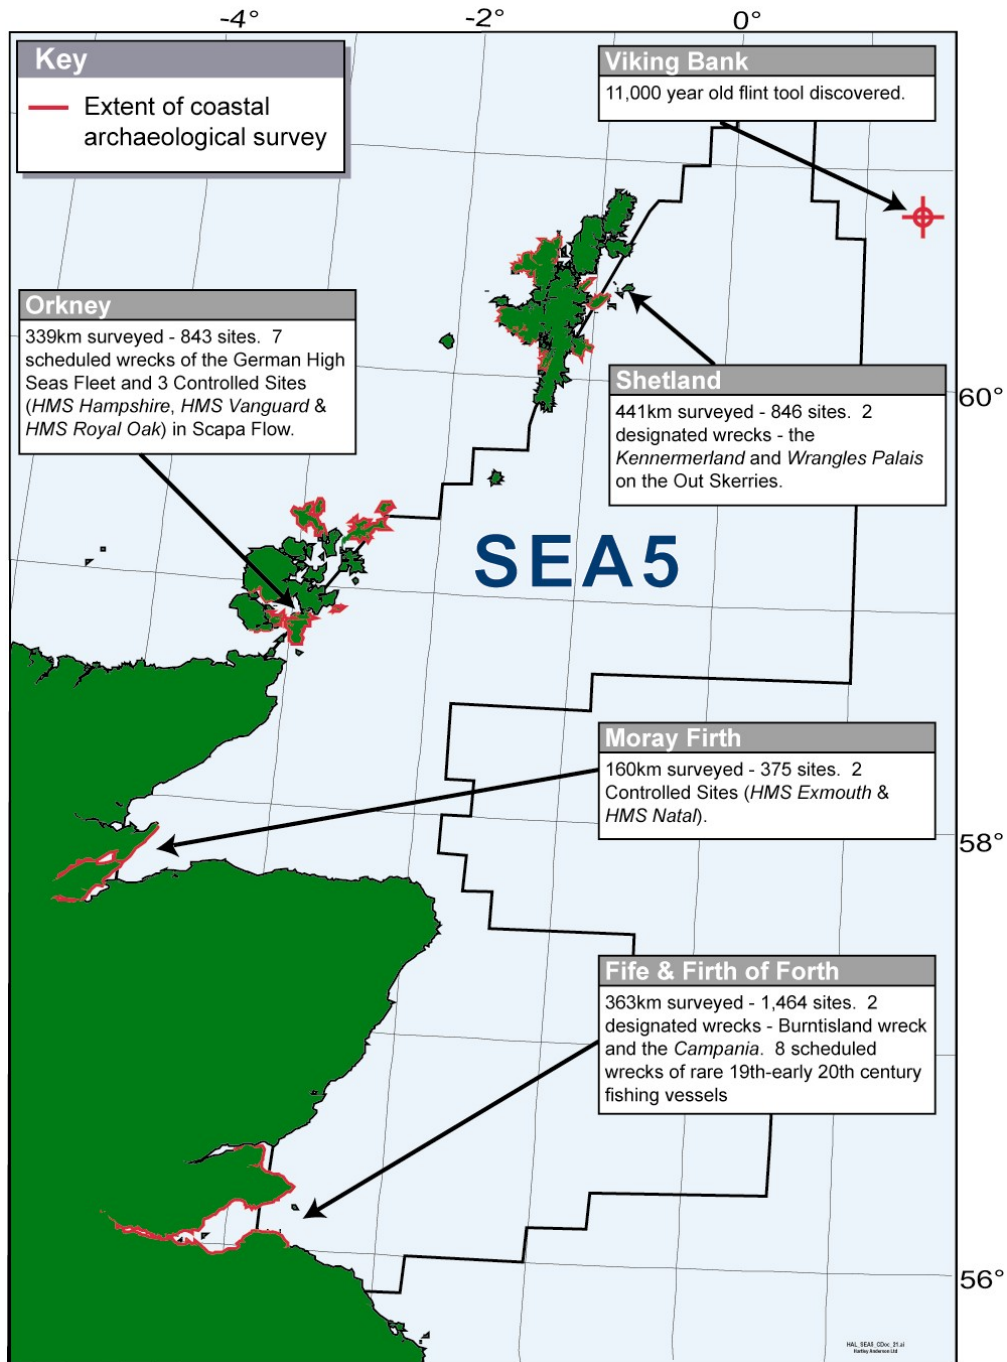 -4°
-2°
0°
Key
Extent of coastal
archaeological survey
Viking Bank
11,000 year old flint tool discovered.
Orkney
339km surveyed - 843 sites.  7
scheduled wrecks of the German High
Seas Fleet and 3 Controlled Sites
(HMS Hampshire, HMS Vanguard &
HMS Royal Oak) in Scapa Flow.
Shetland
441km surveyed - 846 sites.  2
designated wrecks - the
Kennermerland and Wrangles Palais
on the Out Skerries.
60°
SEA5
Moray Firth
160km surveyed - 375 sites.  2
Controlled Sites (HMS Exmouth &
HMS Natal).
58°
Fife & Firth of Forth
363km surveyed - 1,464 sites.  2
designated wrecks - Burntisland wreck
and the Campania.  8 scheduled
wrecks of rare 19th-early 20th century
fishing vessels
56°
HAL_SEA5_CDoc_21.ai
Hartley Anderson Ltd